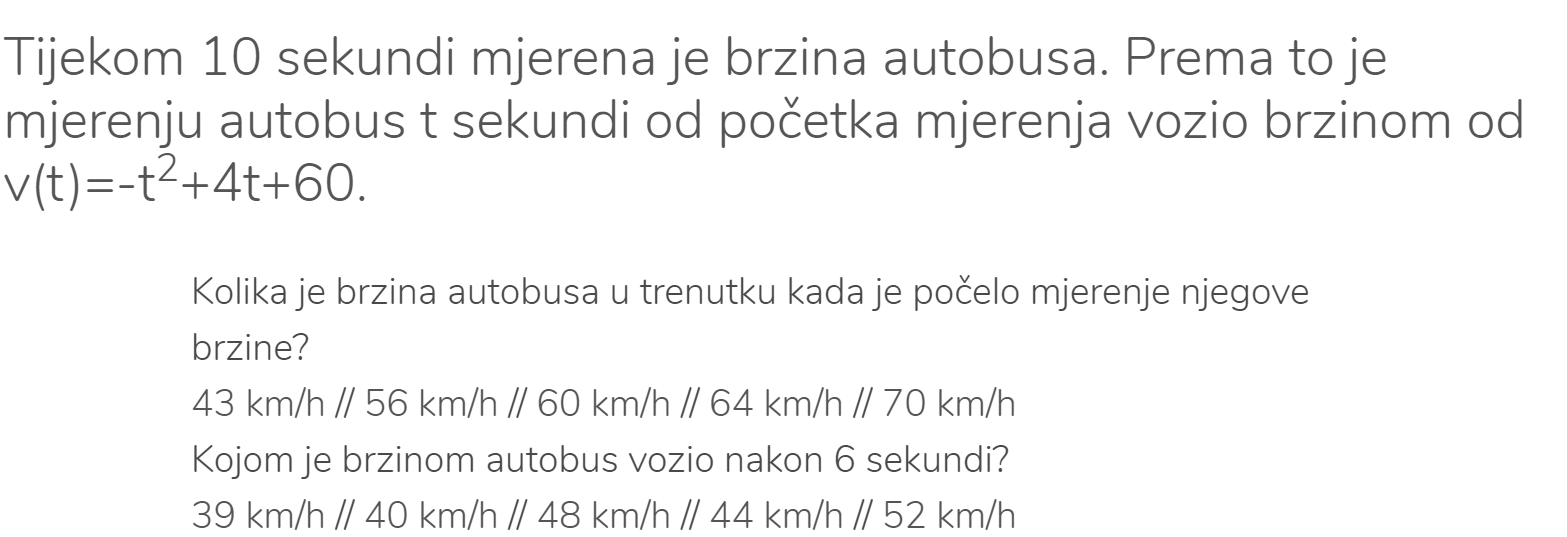 Tijekom 10 sekundi mjerena je brzina autobusa. Prema to je
mjerenju autobus t sekundi od početka mjerenja vozio brzinom od
v(t)=-t²+4t+60.
Kolika je brzina autobusa u trenutku kada je počelo mjerenje njegove
brzine?
43 km/h // 56 km/h // 60 km/h // 64 km/h // 70 km/h
Kojom je brzinom autobus vozio nakon 6 sekundi?
39 km/h // 40 km/h // 48 km/h // 44 km/h // 52 km/h